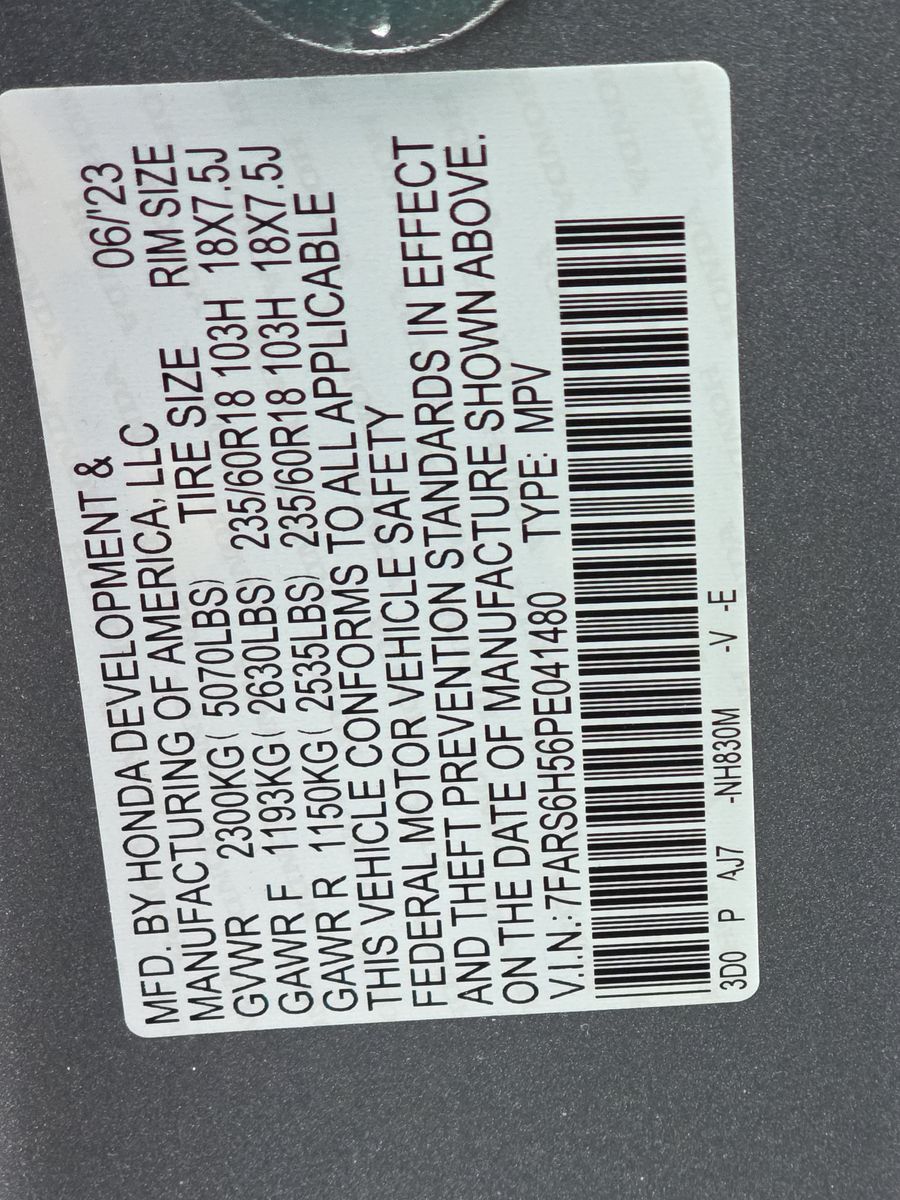 MFD. BY HONDA DEVELOPMENT & 06/'23
MANUFACTURING OF AMERICA, LLC RIM SIZE
TIRE SIZE
GVWR 2300KG ( 5070LBS) 235/60R18 103H 18X7.5J
GAWR F 1193KG ( 2630LBS) 235/60R18 103H 18X7.5J
GAWR R 1150KG ( 2535LBS)
THIS VEHICLE CONFORMS TO ALL APPLICABLE
FEDERAL MOTOR VEHICLE SAFETY
AND THEFT PREVENTION STANDARDS IN EFFECT
ON THE DATE OF MANUFACTURE SHOWN ABOVE.
V.I.N.: 7FARS6H56PE041480 TYPE: MPV
3D0 P AJ7 -NH830M -V -E